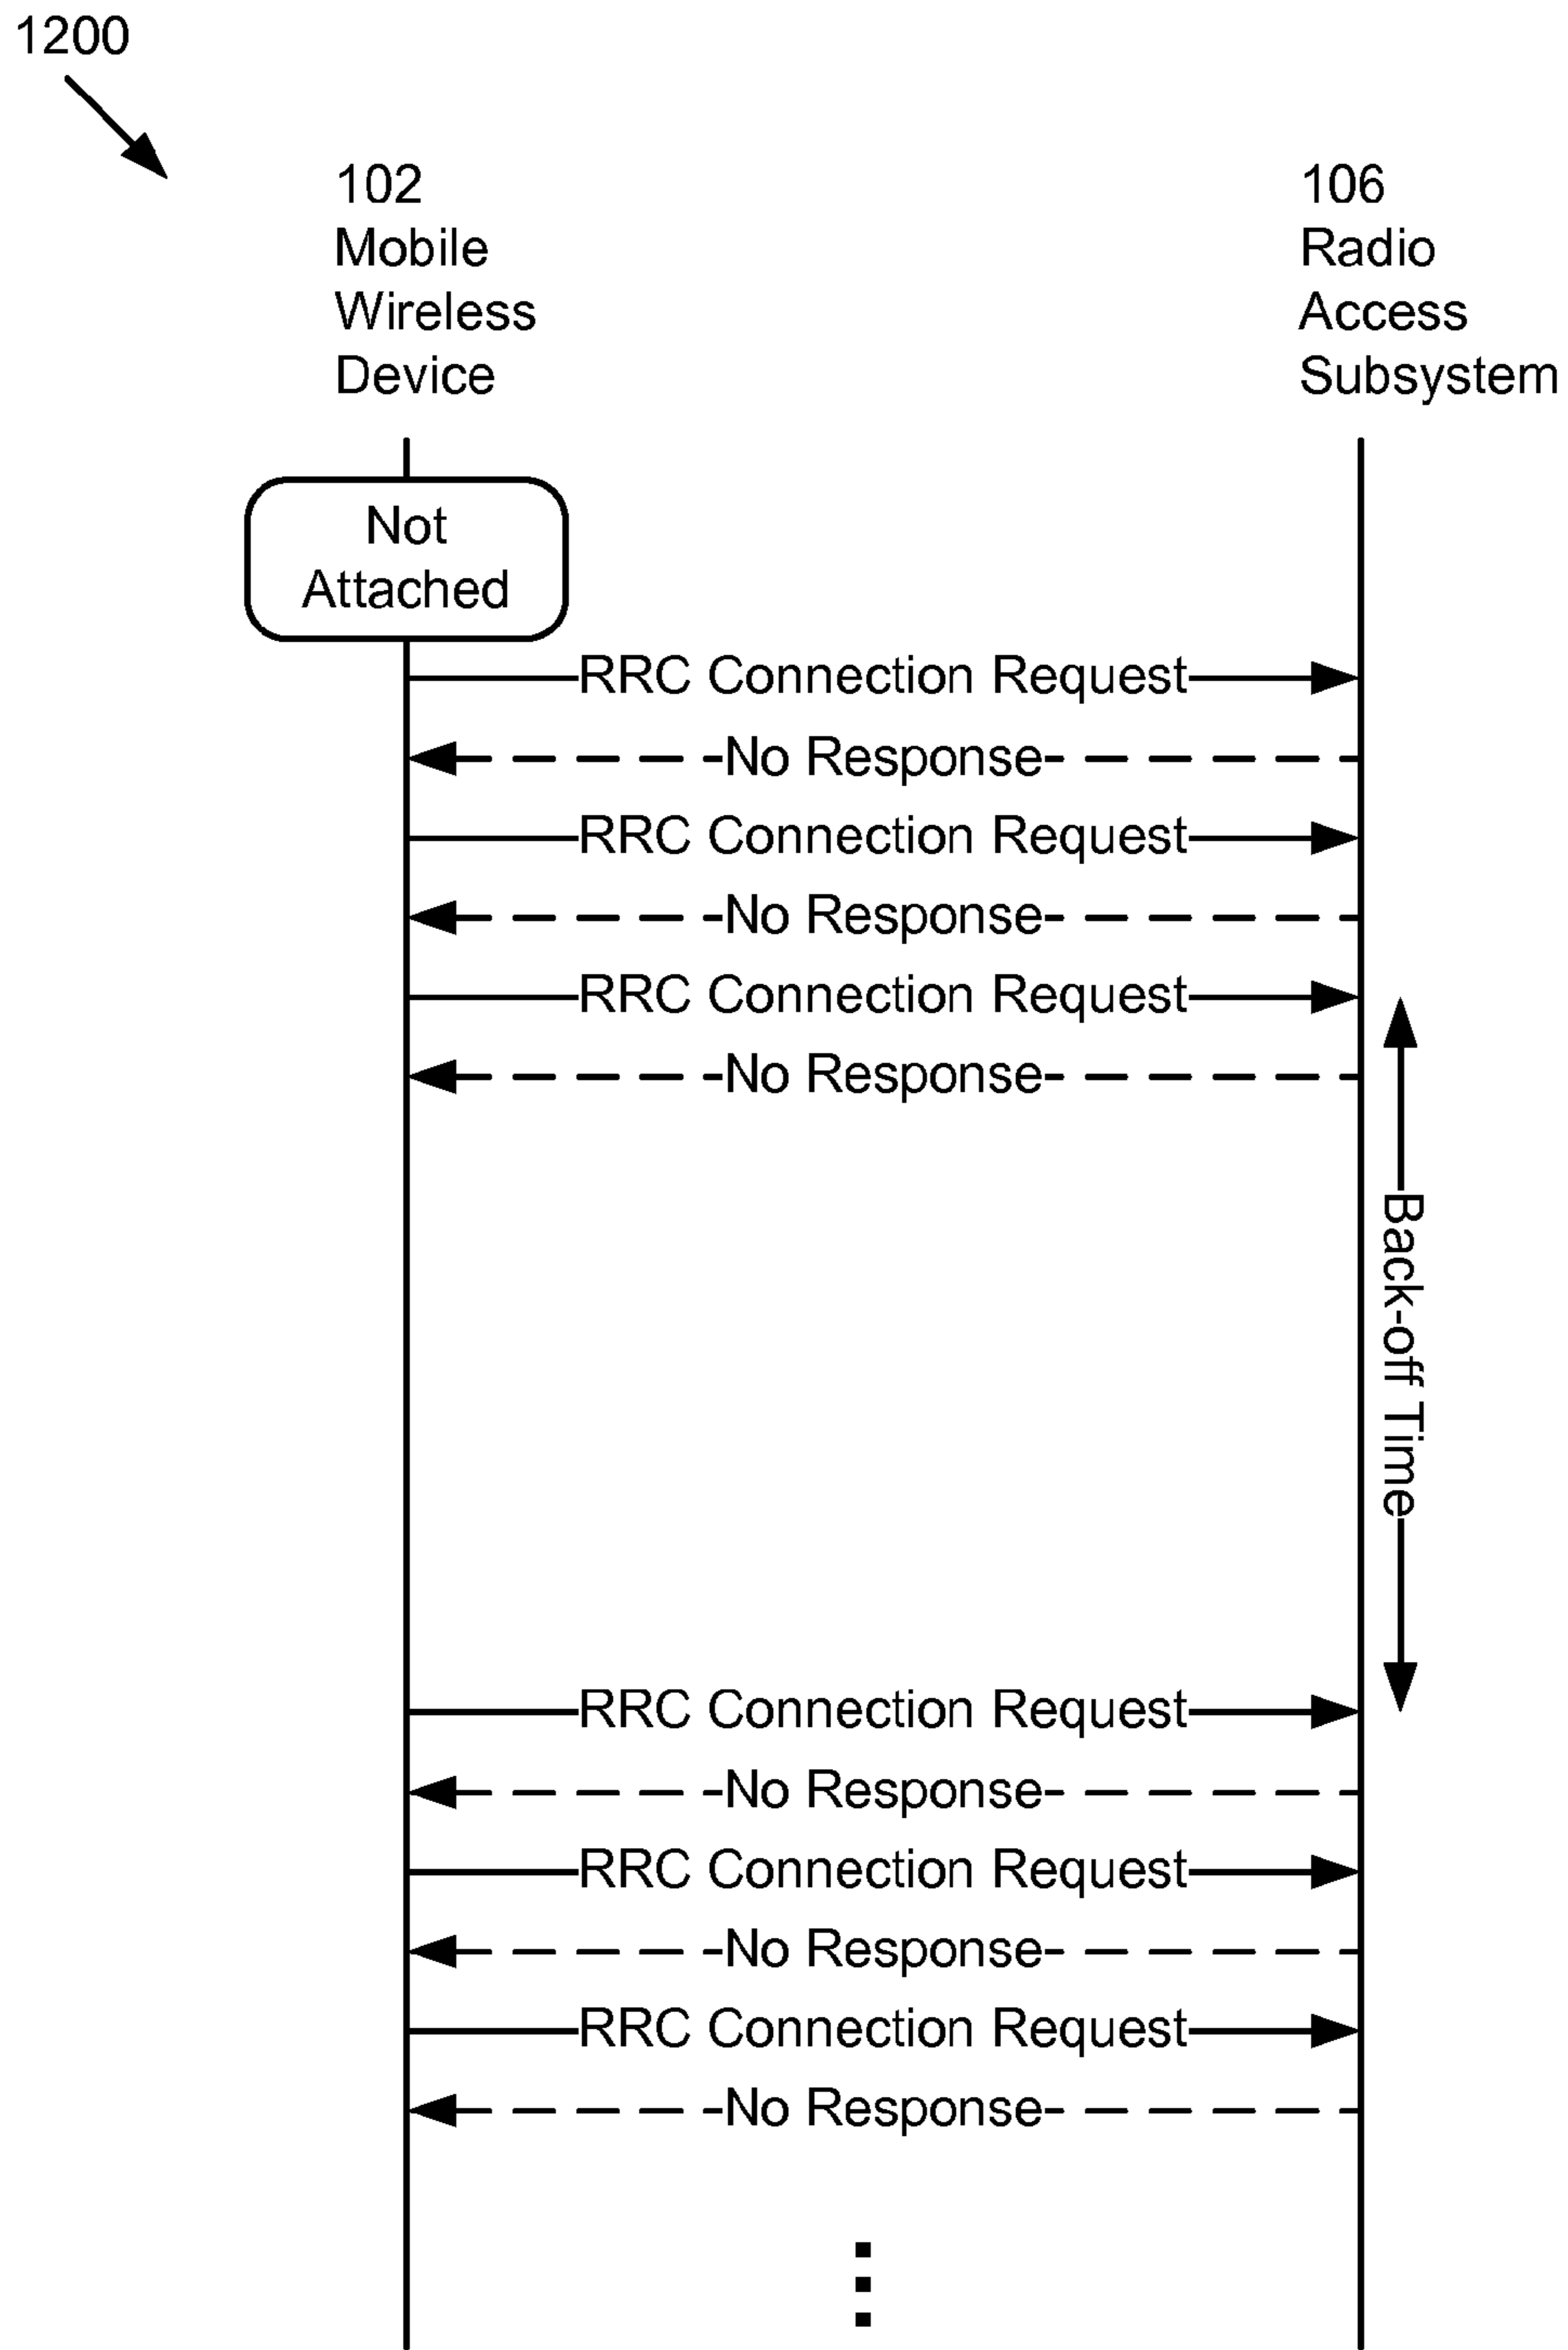 1200
102
Mobile
Wireless
Device
106
Radio
Access
Subsystem
Not
Attached
RRC Connection Request
No Response
RRC Connection Request
No Response
RRC Connection Request
No Response
Back-off Time
RRC Connection Request
No Response
RRC Connection Request
No Response
RRC Connection Request
No Response